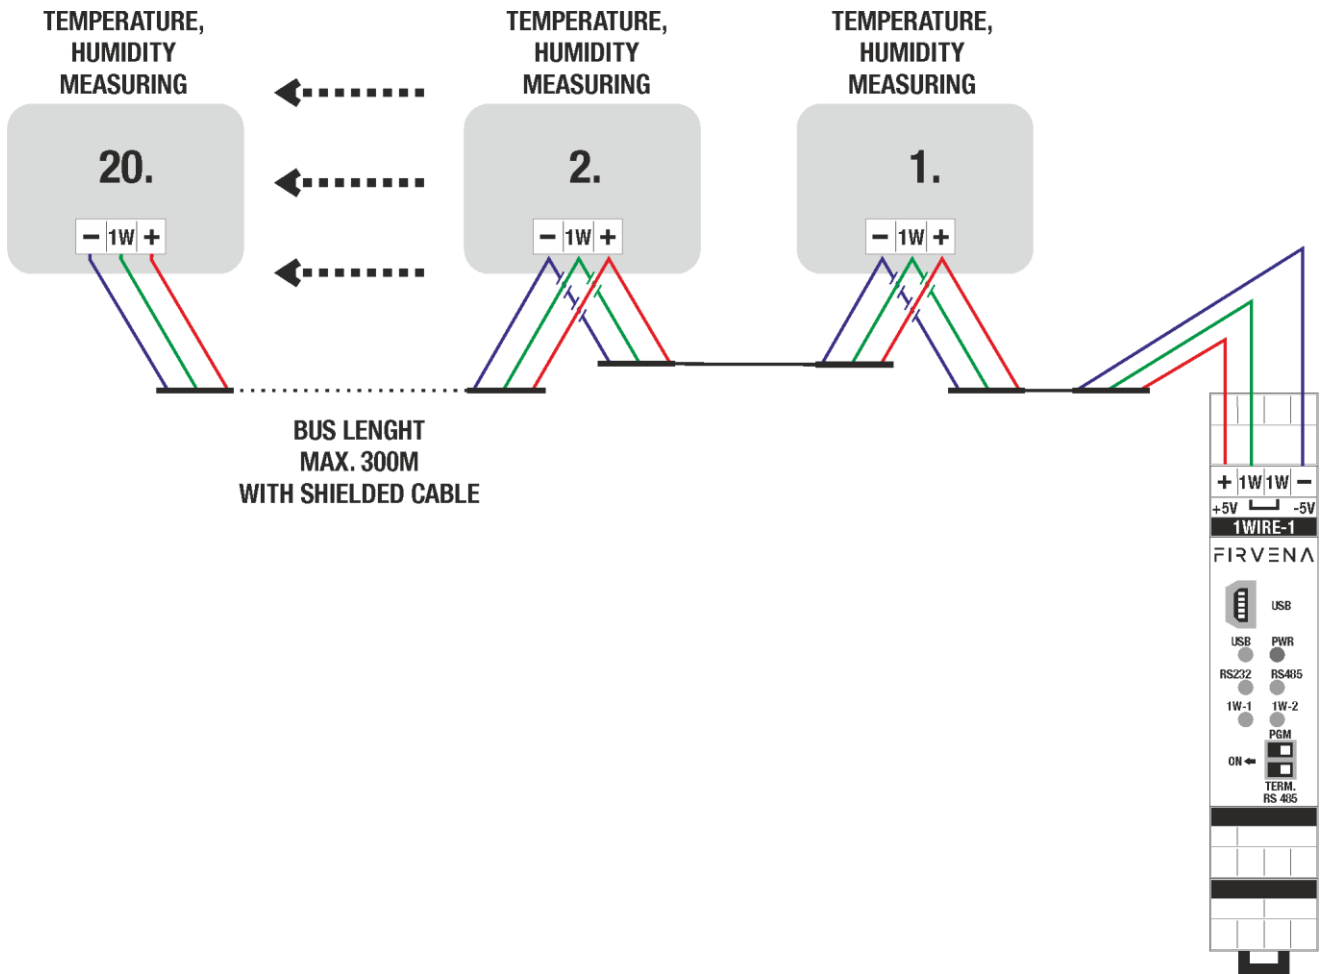 TEMPERATURE,
HUMIDITY
MEASURING
20.
− 1W +
TEMPERATURE,
HUMIDITY
MEASURING
2.
− 1W +
TEMPERATURE,
HUMIDITY
MEASURING
1.
− 1W +
BUS LENGHT
MAX. 300M
WITH SHIELDED CABLE
+ 1W 1W −
+5V -5V
1WIRE-1
FIRVENA
USB
USB PWR
RS232 RS485
1W-1 1W-2
PGM
ON
TERM.
RS 485